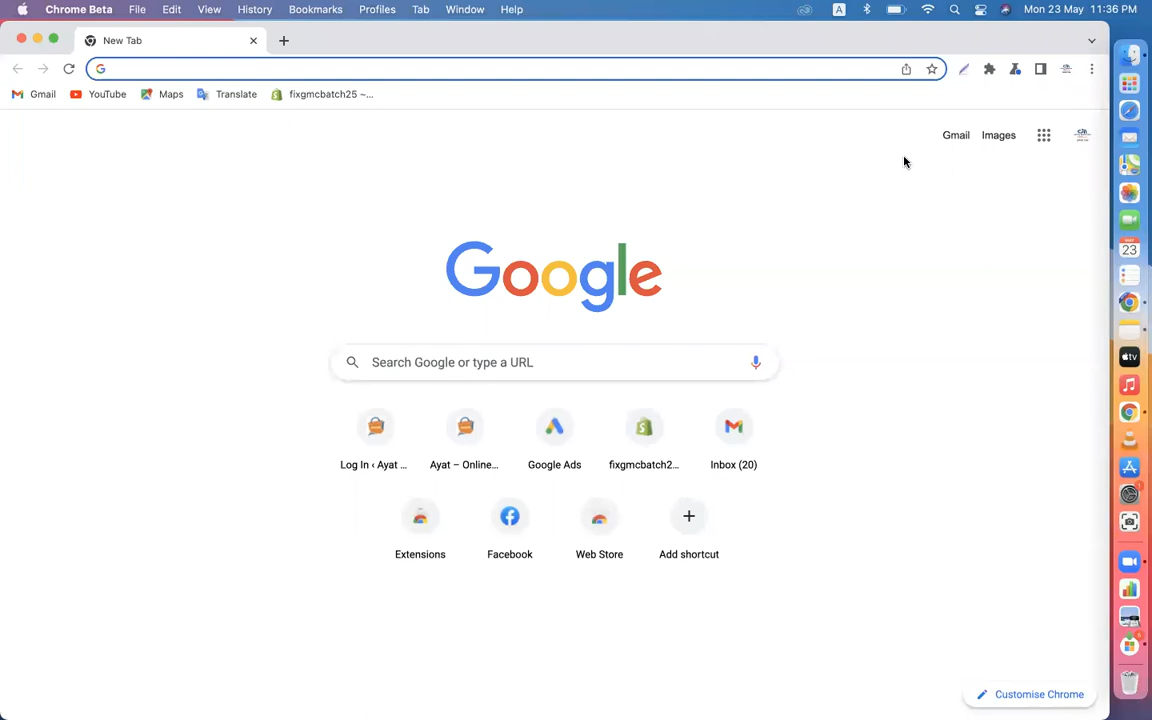 Chrome Beta File Edit View History Bookmarks Profiles Tab Window Help A Mon 23 May 11:36 PM
New Tab
G
Gmail YouTube Maps Translate fixgmcbatch25 ~...
Gmail Images
Google
Search Google or type a URL
Log In ‹ Ayat ... Ayat – Online... Google Ads fixgmcbatch2... Inbox (20)
Extensions Facebook Web Store Add shortcut
Customise Chrome
23
tv